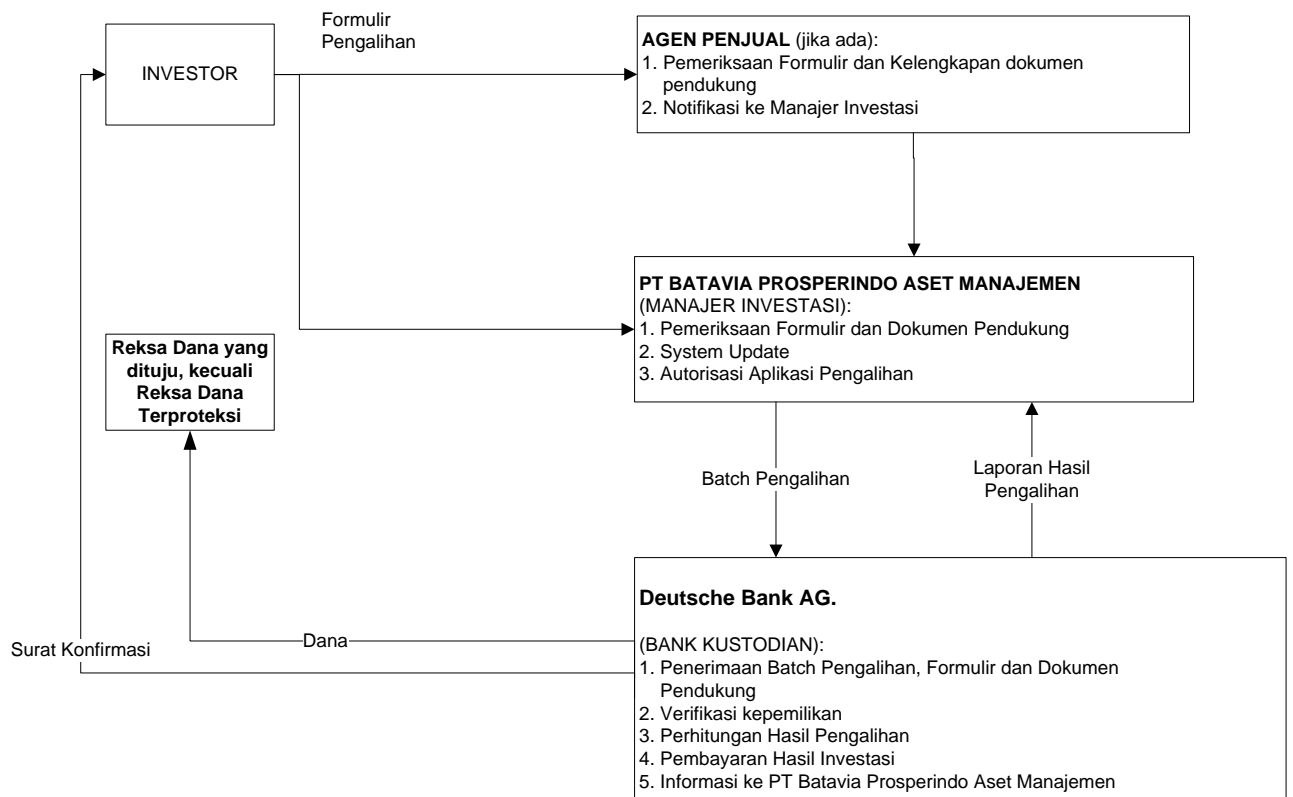 Formulir
Pengalihan
INVESTOR
AGEN PENJUAL (jika ada):
1. Pemeriksaan Formulir dan Kelengkapan dokumen
pendukung
2. Notifikasi ke Manajer Investasi
PT BATAVIA PROSPERINDO ASET MANAJEMEN
(MANAJER INVESTASI):
1. Pemeriksaan Formulir dan Dokumen Pendukung
2. System Update
3. Autorisasi Aplikasi Pengalihan
Reksa Dana yang
dituju, kecuali
Reksa Dana
Terproteksi
Batch Pengalihan
Laporan Hasil
Pengalihan
Deutsche Bank AG.
(BANK KUSTODIAN):
1. Penerimaan Batch Pengalihan, Formulir dan Dokumen
Pendukung
2. Verifikasi kepemilikan
3. Perhitungan Hasil Pengalihan
4. Pembayaran Hasil Investasi
5. Informasi ke PT Batavia Prosperindo Aset Manajemen
Dana
Surat Konfirmasi